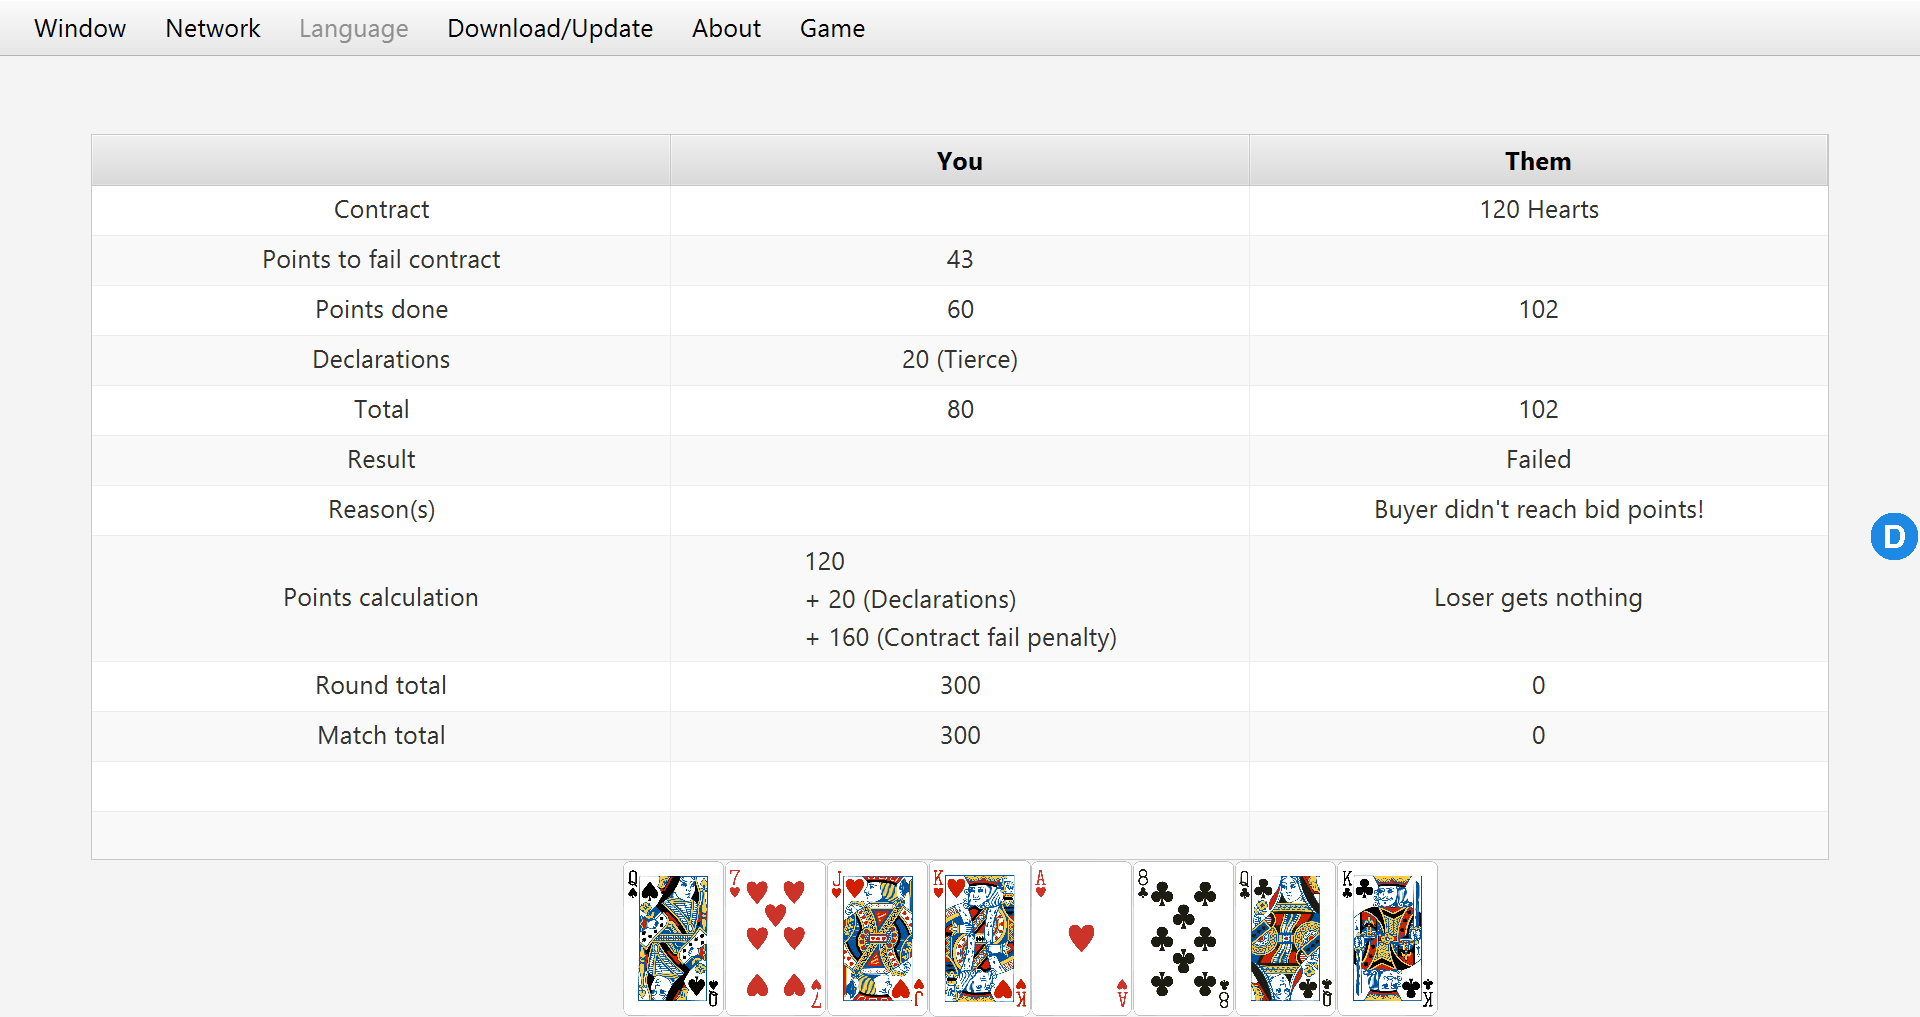 Window Network Language Download/Update About Game
You Them
Contract 120 Hearts
Points to fail contract 43
Points done 60 102
Declarations 20 (Tierce)
Total 80 102
Result Failed
Reason(s) Buyer didn't reach bid points!
Points calculation 120 + 20 (Declarations) + 160 (Contract fail penalty) Loser gets nothing
Round total 300 0
Match total 300 0
D
Q 7 J K A 8 Q K
Q 7 J K A 8 Q K